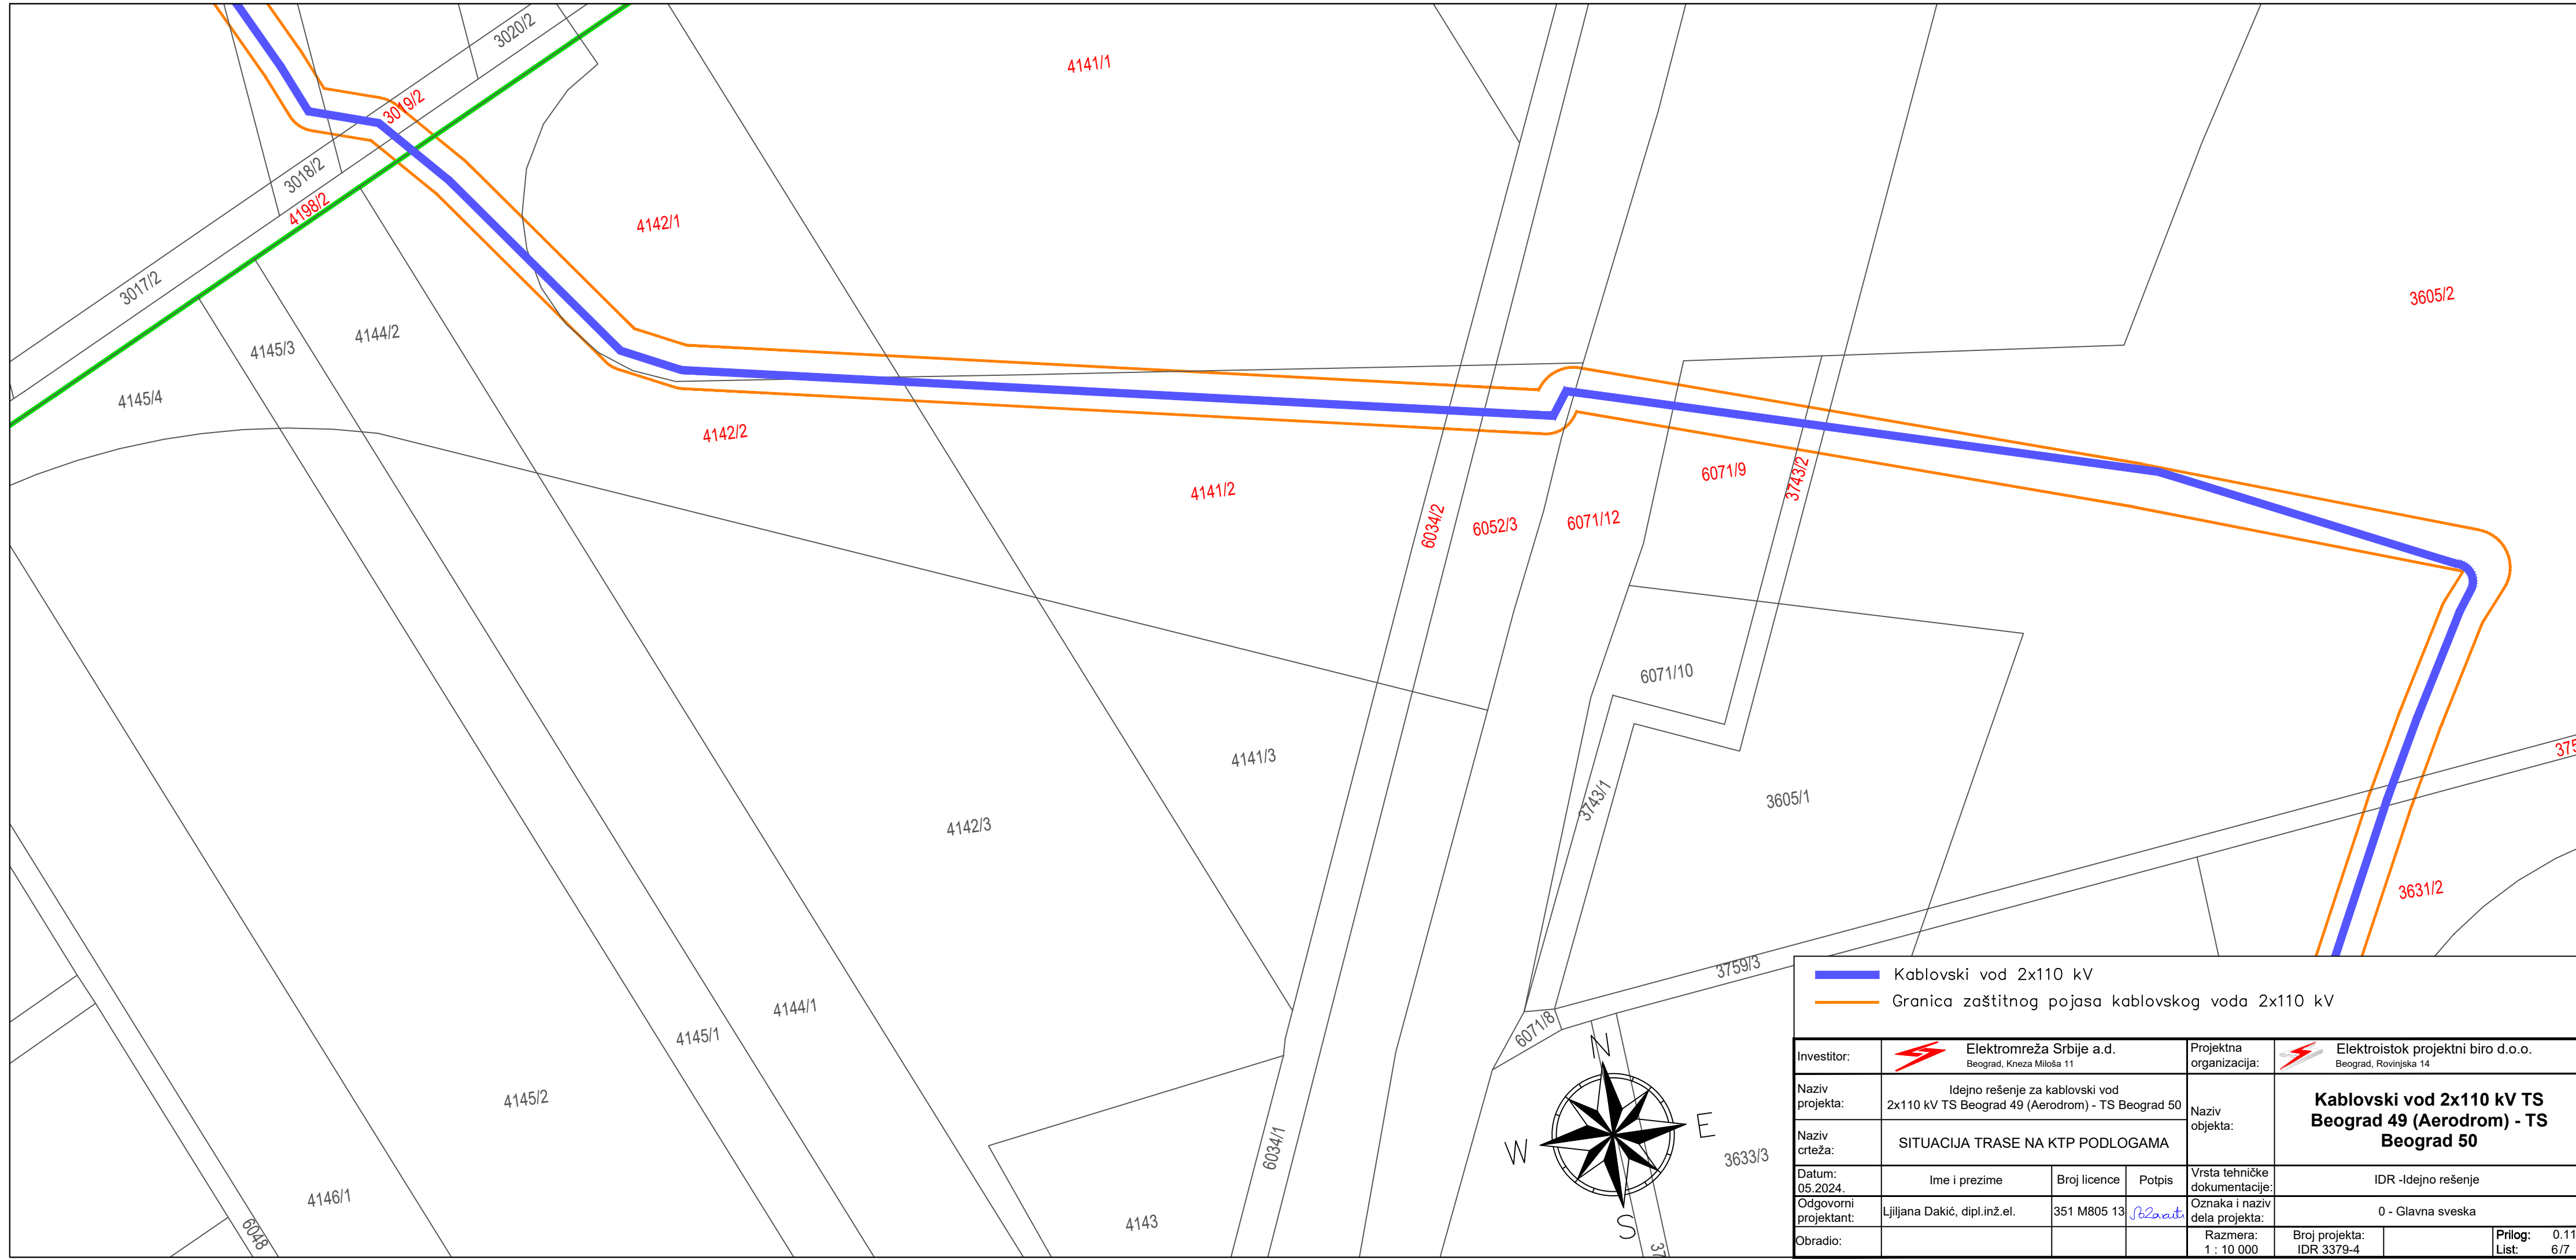 3020/2
4141/1
3019/2
3018/2
4198/2
4142/1
3017/2
3605/2
4145/3
4144/2
4145/4
4142/2
4141/2
6034/2
6052/3
6071/12
6071/9
3743/2
6071/10
375
4141/3
3743/1
3605/1
4142/3
3631/2
3759/3
4144/1
4145/1
6071/8
4145/2
6034/1
3633/3
4146/1
6048
4143
37
N
E
W
S
Kablovski vod 2x110 kV
Granica zaštitnog pojasa kablovskog voda 2x110 kV
Investitor:
Elektromreža Srbije a.d.
Beograd, Kneza Miloša 11
Projektna
organizacija:
Elektroistok projektni biro d.o.o.
Beograd, Rovinjska 14
Naziv
projekta:
Idejno rešenje za kablovski vod
2x110 kV TS Beograd 49 (Aerodrom) - TS Beograd 50
Naziv
objekta:
Kablovski vod 2x110 kV TS
Beograd 49 (Aerodrom) - TS
Beograd 50
Naziv
crteža:
SITUACIJA TRASE NA KTP PODLOGAMA
Datum:
05.2024.
Ime i prezime
Broj licence
Potpis
Vrsta tehničke
dokumentacije:
IDR -Idejno rešenje
Odgovorni
projektant:
Ljiljana Dakić, dipl.inž.el.
351 M805 13
Oznaka i naziv
dela projekta:
0 - Glavna sveska
Obradio:
Razmera:
1 : 10 000
Broj projekta:
IDR 3379-4
Prilog: 0.11
List: 6/7